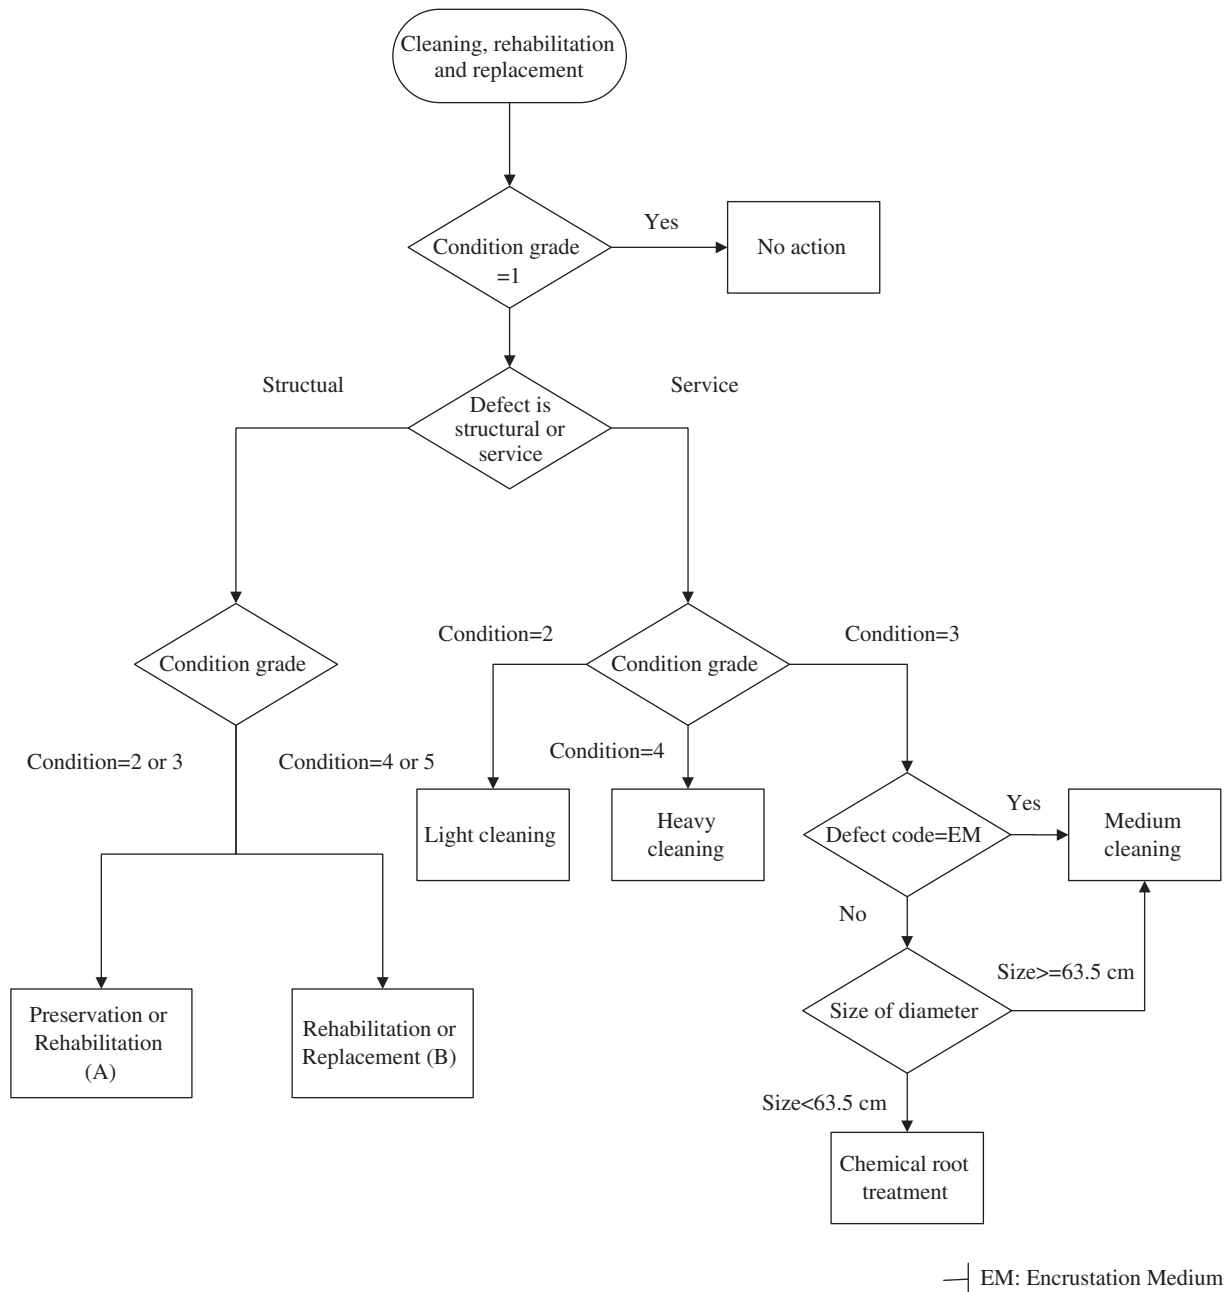 Cleaning, rehabilitation
and replacement
Yes
Condition grade
=1
No action
Structual
Service
Defect is
structural or
service
Condition=2
Condition=3
Condition grade
Condition grade
Condition=2 or 3
Condition=4 or 5
Condition=4
Yes
Light cleaning
Heavy
cleaning
Defect code=EM
Medium
cleaning
No
Size>=63.5 cm
Preservation or
Rehabilitation
(A)
Rehabilitation or
Replacement (B)
Size of diameter
Size<63.5 cm
Chemical root
treatment
EM: Encrustation Medium